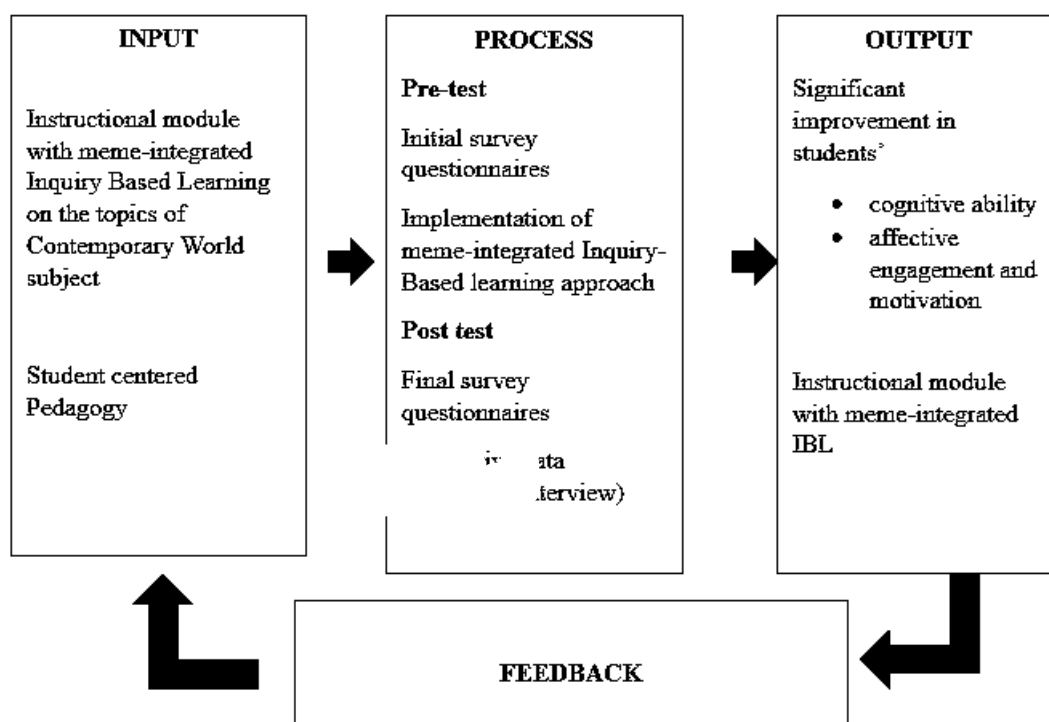 INPUT
Instructional module
with meme-integrated
Inquiry Based Learning
on the topics of
Contemporary World
subject
Student centered
Pedagogy
PROCESS
Pre-test
Initial survey
questionnaires
Implementation of
meme-integrated Inquiry-
Based learning approach
Post test
Final survey
questionnaires
OUTPUT
Significant
improvement in
students’
• cognitive ability
• affective
engagement and
motivation
Instructional module
with meme-integrated
IBL
FEEDBACK